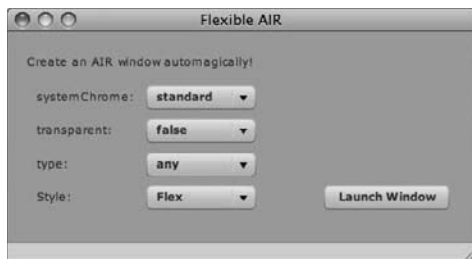 Flexible AIR
Create an AIR window automagically!
systemChrome: standard
transparent: false
type: any
Style: Flex Launch Window